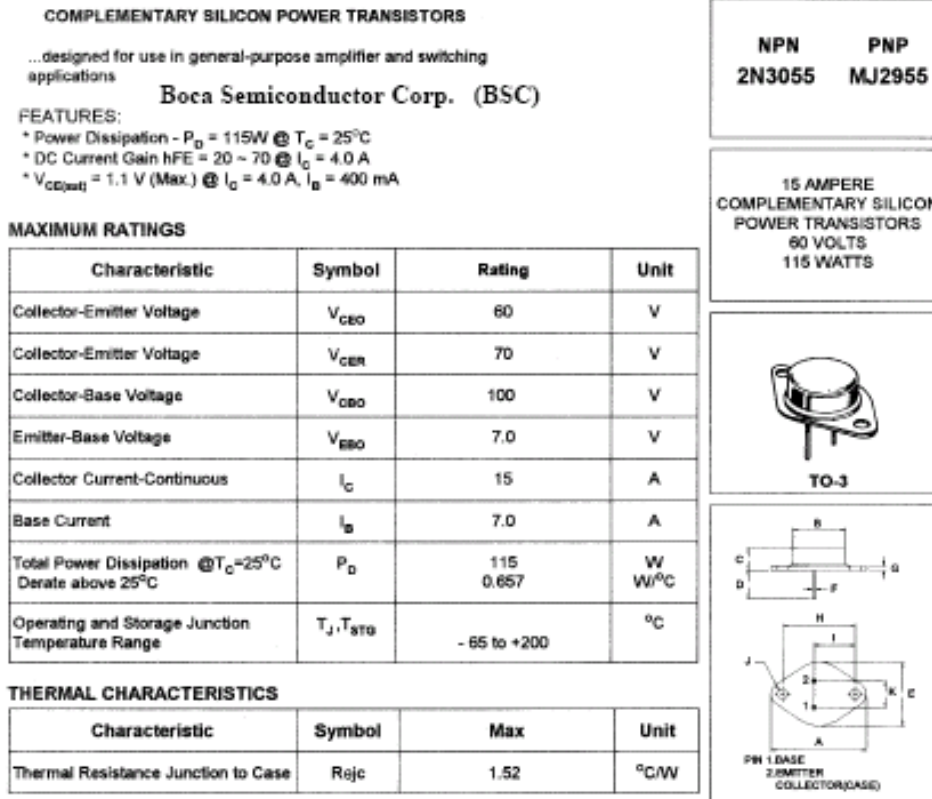 COMPLEMENTARY SILICON POWER TRANSISTORS
...designed for use in general-purpose amplifier and switching
applications
Boca Semiconductor Corp. (BSC)
FEATURES:
* Power Dissipation - PD = 115W @ TC = 25°C
* DC Current Gain hFE = 20 ~ 70 @ IC = 4.0 A
* VCE(sat) = 1.1 V (Max.) @ IC = 4.0 A, IB = 400 mA
MAXIMUM RATINGS
Characteristic Symbol Rating Unit
Collector-Emitter Voltage VCEO 60 V
Collector-Emitter Voltage VCER 70 V
Collector-Base Voltage VCBO 100 V
Emitter-Base Voltage VEBO 7.0 V
Collector Current-Continuous IC 15 A
Base Current IB 7.0 A
Total Power Dissipation @TC=25°C PD 115 W
Derate above 25°C 0.657 W/°C
Operating and Storage Junction TJ,TSTG °C
Temperature Range - 65 to +200
THERMAL CHARACTERISTICS
Characteristic Symbol Max Unit
Thermal Resistance Junction to Case Rθjc 1.52 °C/W
NPN PNP
2N3055 MJ2955
15 AMPERE
COMPLEMENTARY SILICON
POWER TRANSISTORS
60 VOLTS
115 WATTS
TO-3
B
C
G
D
F
H
I
J
2
K
E
1
A
PIN 1.BASE
2.EMITTER
COLLECTOR(CASE)